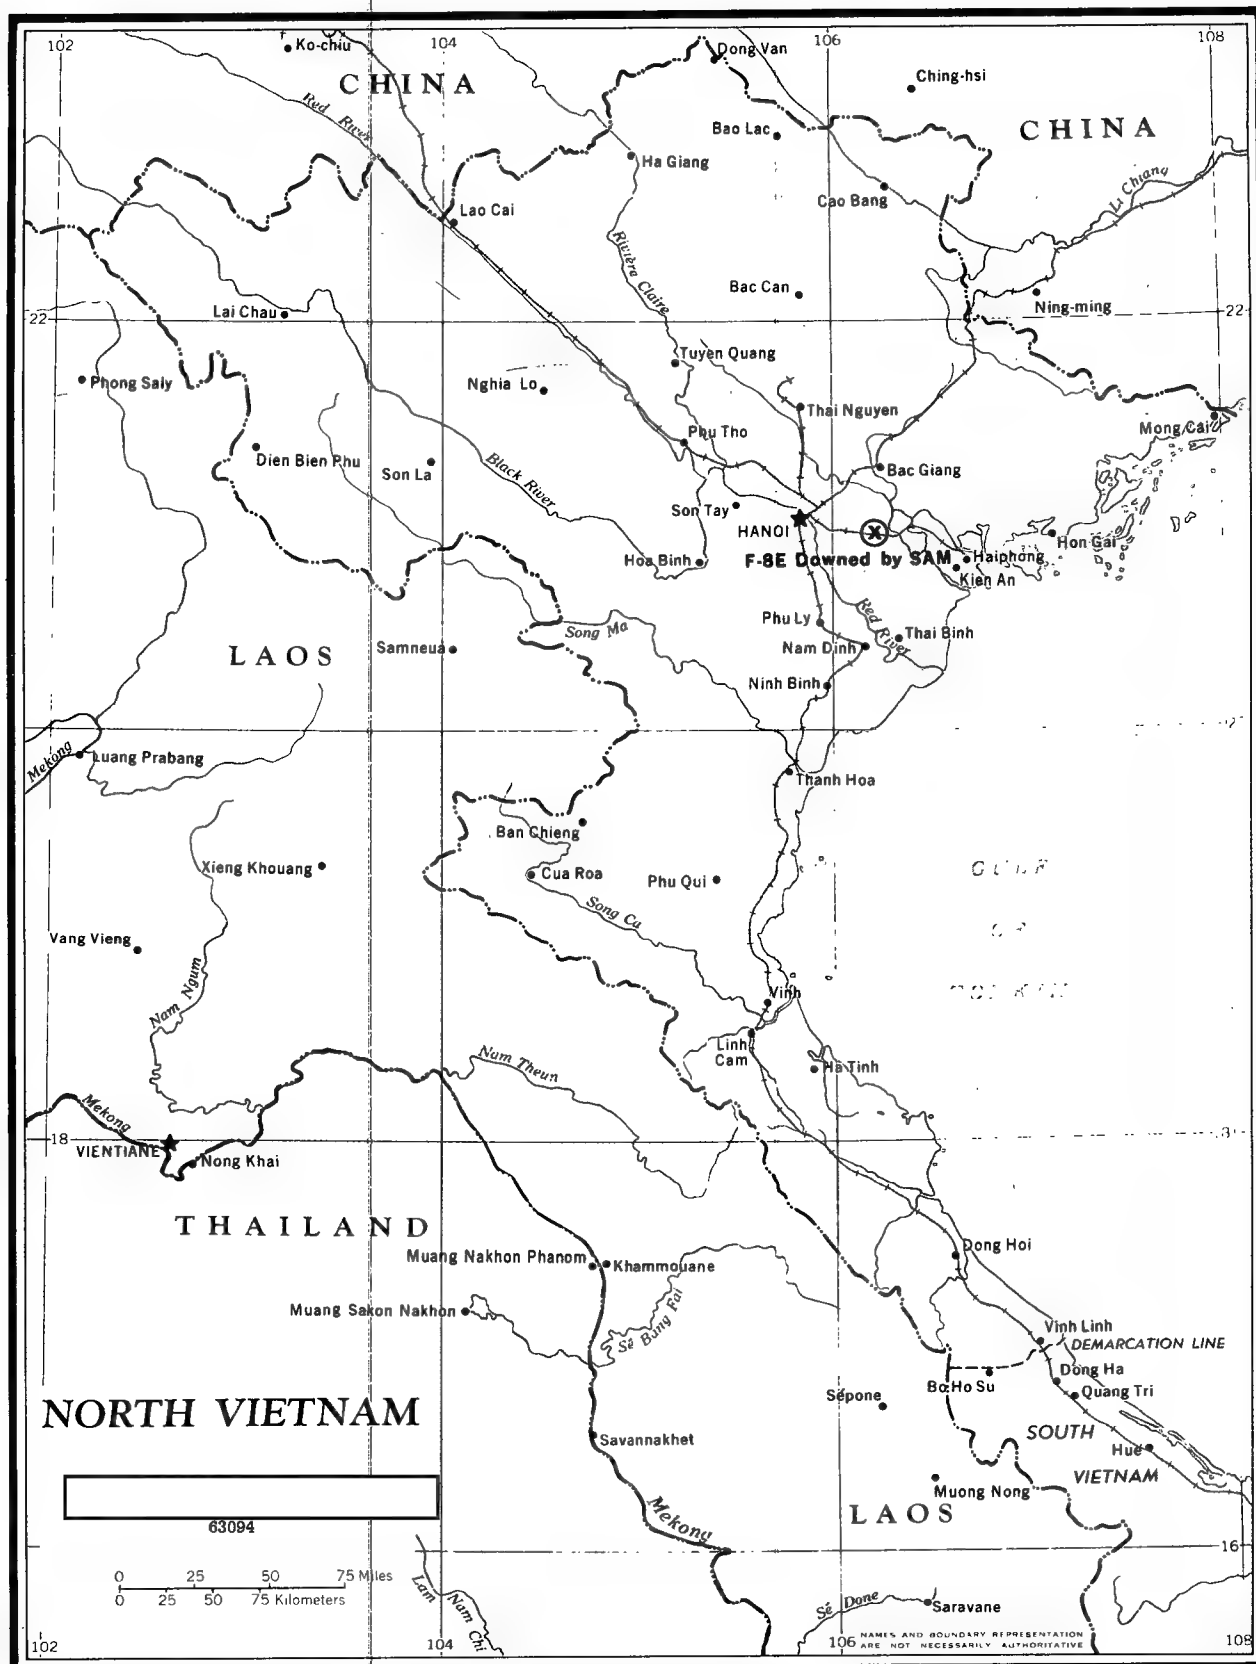 102
104
106
108
Ko-chiu
Dong Van
CHINA
Ching-hsi
Red River
Bao Lac
CHINA
Ha Giang
Li Chiang
Cao Bang
Lao Cai
Rivière Claire
Bac Can
Ning-ming
Lai Chau
22
22
Tuyen Quang
Phong Saly
Nghia Lo
Thai Nguyen
Mong Cai
Phu Tho
Dien Bien Phu
Son La
Black River
Bac Giang
Son Tay
HANOI
X
Hon Gai
Hoa Binh
F-8E Downed by SAM
Haiphong
Kien An
Phu Ly
Red River
Thai Binh
Song Ma
LAOS
Samneua
Nam Dinh
Ninh Binh
Mekong
Luang Prabang
Thanh Hoa
Ban Chieng
Xieng Khouang
Cua Roa
Phu Qui
GULF
OF
Song Ca
Vang Vieng
Nam Ngum
Vinh
Linh
Cam
Ha Tinh
Nam Theun
Mekong
18
VIENTIANE
Nong Khai
THAILAND
Dong Hoi
Muang Nakhon Phanom
Khammouane
Muang Sakon Nakhon
Se Bang Fai
Vinh Linh
DEMARCATION LINE
Dong Ha
Bo Ho Su
Quang Tri
Sépone
NORTH VIETNAM
SOUTH
Savannakhet
Hue
VIETNAM
Muong Nong
63094
Mekong
LAOS
16
0 25 50 75 Miles
0 25 50 75 Kilometers
Lam
Nam Chi
Sé Done
Saravane
NAMES AND BOUNDARY REPRESENTATION
ARE NOT NECESSARILY AUTHORITATIVE
102
104
106
108